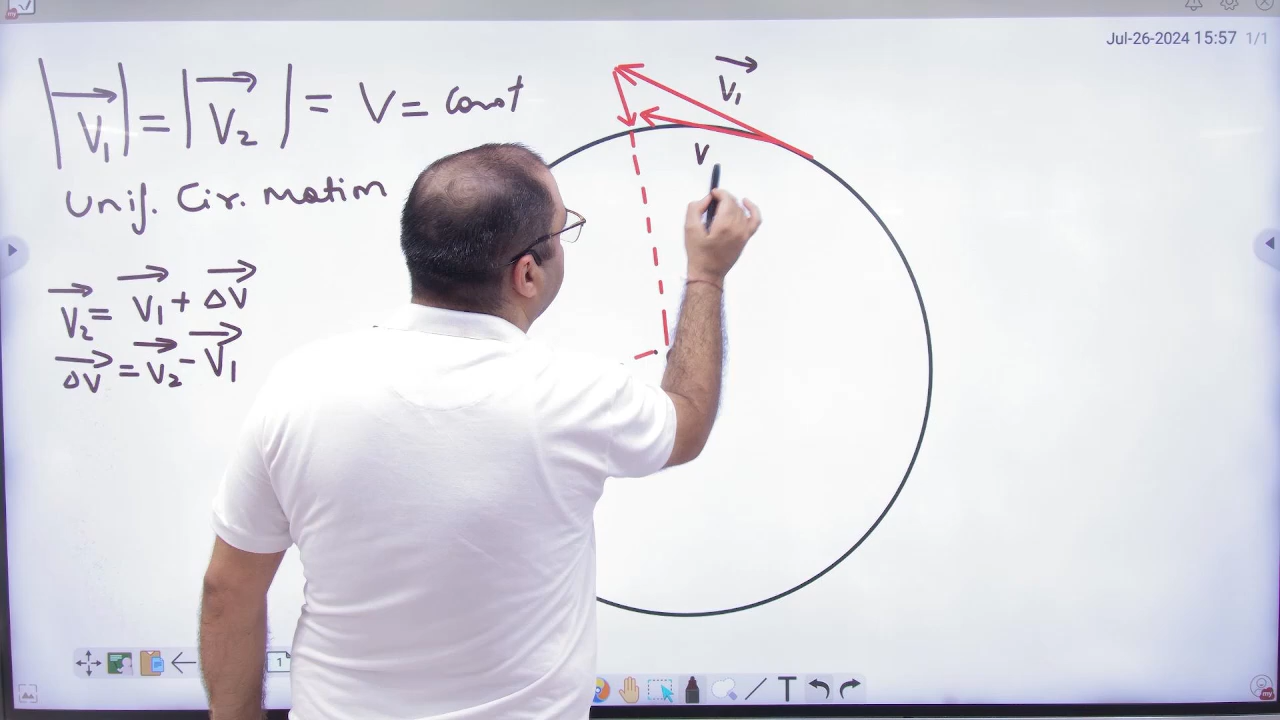 Jul-26-2024 15:57 1/1
|V₁→| = |V₂→| = V = const
Unif. Cir. Motion
V₂→ = V₁→ + ΔV→
ΔV→ = V₂→ - V₁→
V₁→
V
1
T